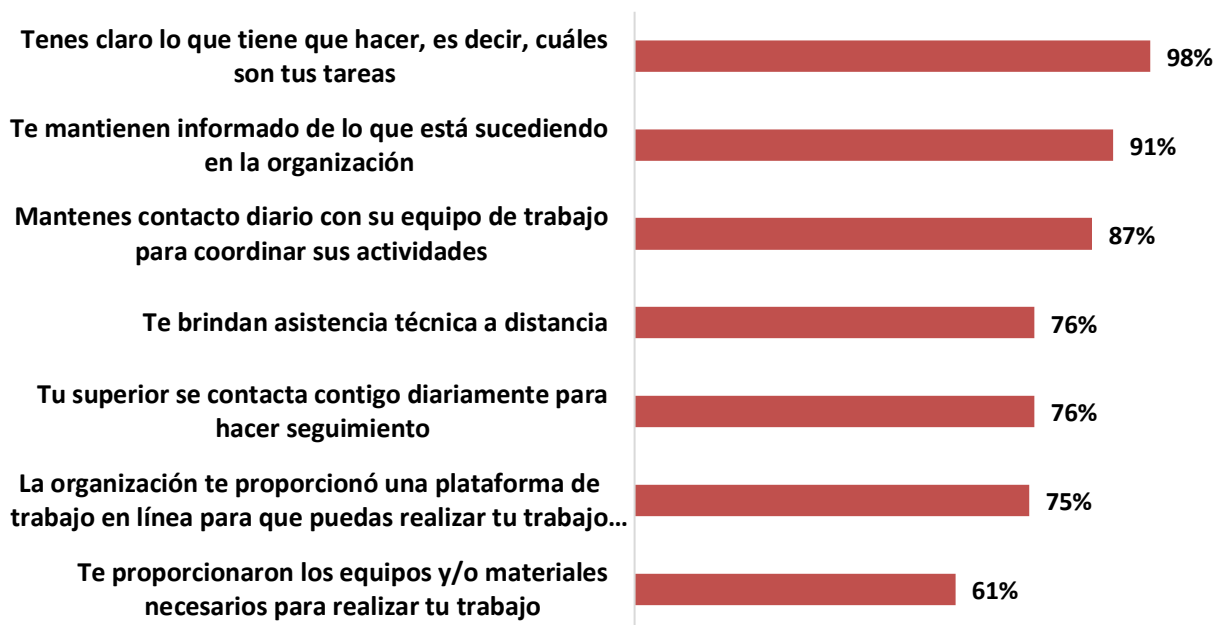 Tenes claro lo que tiene que hacer, es decir, cuáles
son tus tareas
98%
Te mantienen informado de lo que está sucediendo
en la organización
91%
Mantenes contacto diario con su equipo de trabajo
para coordinar sus actividades
87%
Te brindan asistencia técnica a distancia
76%
Tu superior se contacta contigo diariamente para
hacer seguimiento
76%
La organización te proporcionó una plataforma de
trabajo en línea para que puedas realizar tu trabajo...
75%
Te proporcionaron los equipos y/o materiales
necesarios para realizar tu trabajo
61%